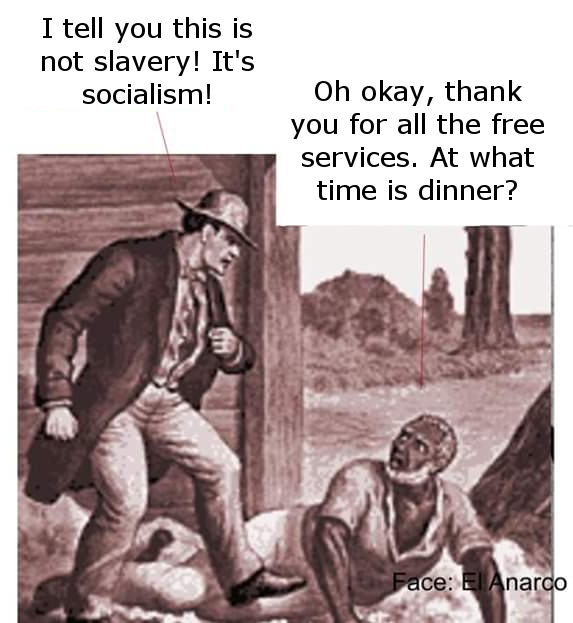 I tell you this is
not slavery! It's
socialism!
Oh okay, thank
you for all the free
services. At what
time is dinner?
Face: El Anarco